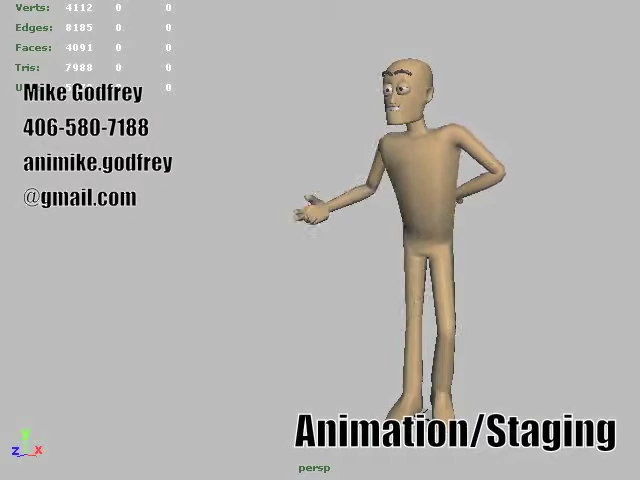 Verts: 4112 0 0
Edges: 8185 0 0
Faces: 4091 0 0
Tris: 7988 0 0
Mike Godfrey
406-580-7188
animike.godfrey
@gmail.com
Animation/Staging
persp
Y
Z X